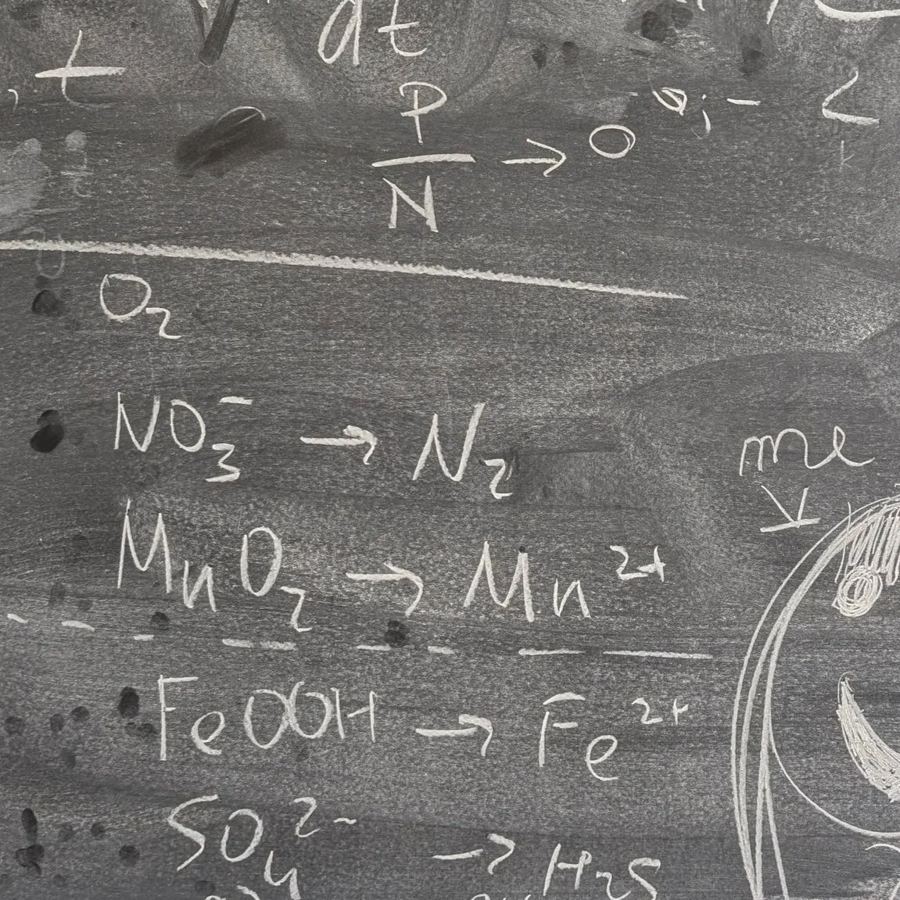 dt
t
P
N → 0
O₂
NO₃⁻ → N₂
me
MnO₂ → Mn²⁺
FeOOH → Fe²⁺
SO₄²⁻ → H₂S